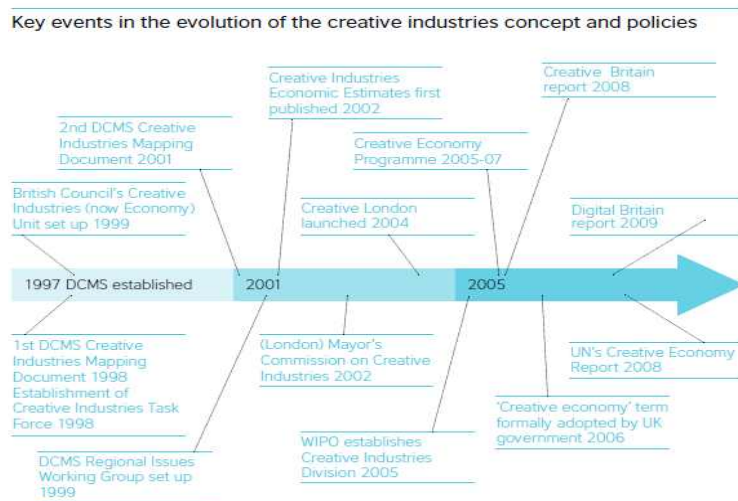 Key events in the evolution of the creative industries concept and policies
Creative Industries
Economic Estimates first
published 2002
Creative Britain
report 2008
2nd DCMS Creative
Industries Mapping
Document 2001
Creative Economy
Programme 2005-07
British Council's Creative
Industries (now Economy)
Unit set up 1999
Creative London
launched 2004
Digital Britain
report 2009
1997 DCMS established
2001
2005
1st DCMS Creative
Industries Mapping
Document 1998
Establishment of
Creative Industries Task
Force 1998
(London) Mayor's
Commission on Creative
Industries 2002
UN's Creative Economy
Report 2008
'Creative economy' term
formally adopted by UK
government 2006
WIPO establishes
Creative Industries
Division 2005
DCMS Regional Issues
Working Group set up
1999